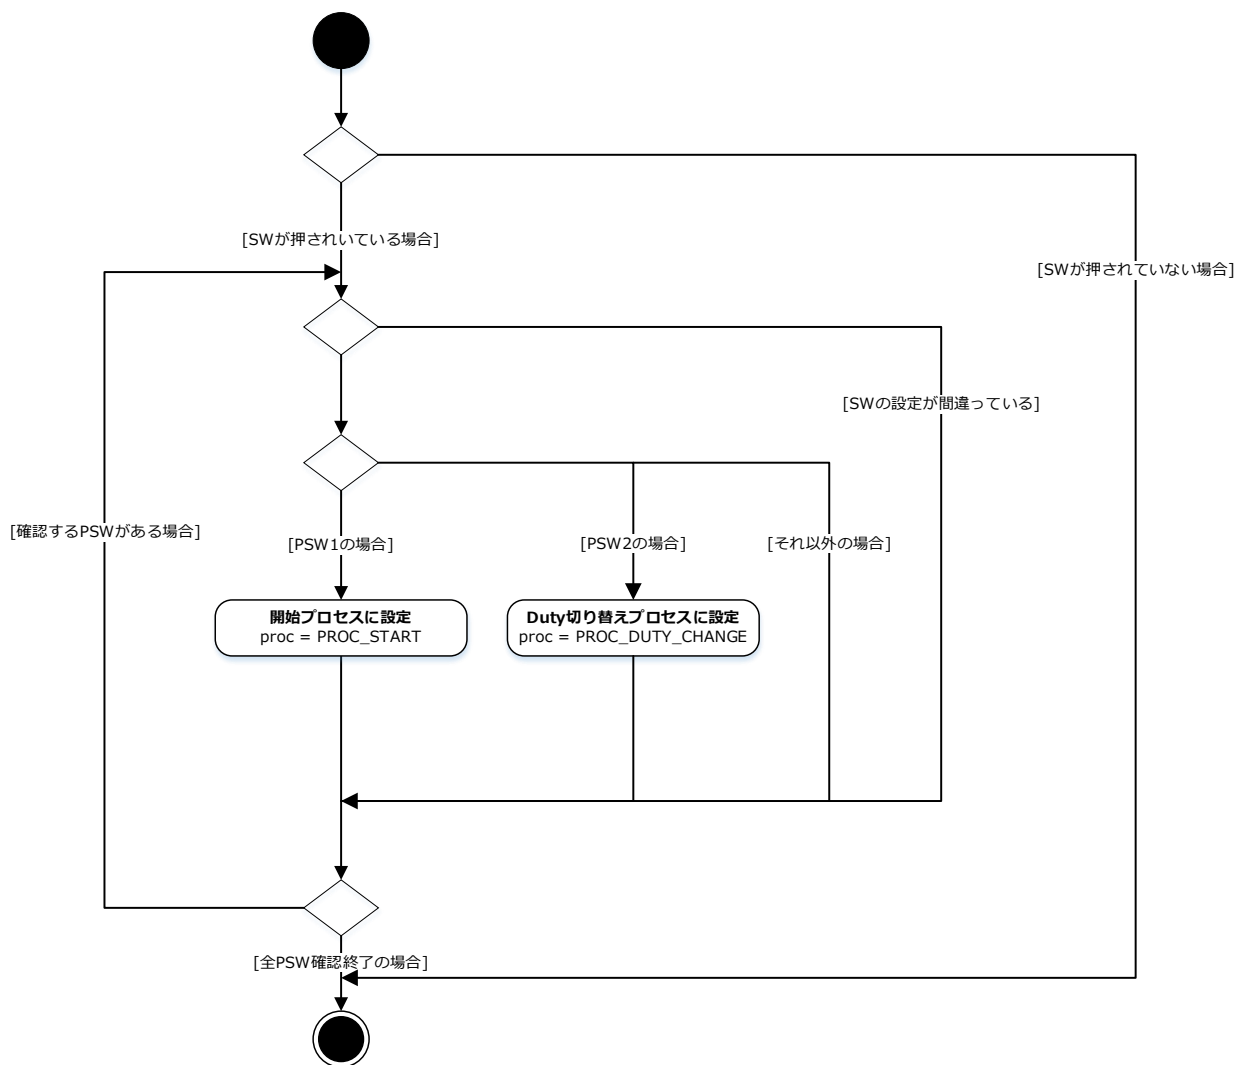 [SWが押されいている場合]
[SWが押されていない場合]
[SWの設定が間違っている]
[確認するPSWがある場合]
[PSW1の場合]
[PSW2の場合]
[それ以外の場合]
開始プロセスに設定
proc = PROC_START
Duty切り替えプロセスに設定
proc = PROC_DUTY_CHANGE
[全PSW確認終了の場合]